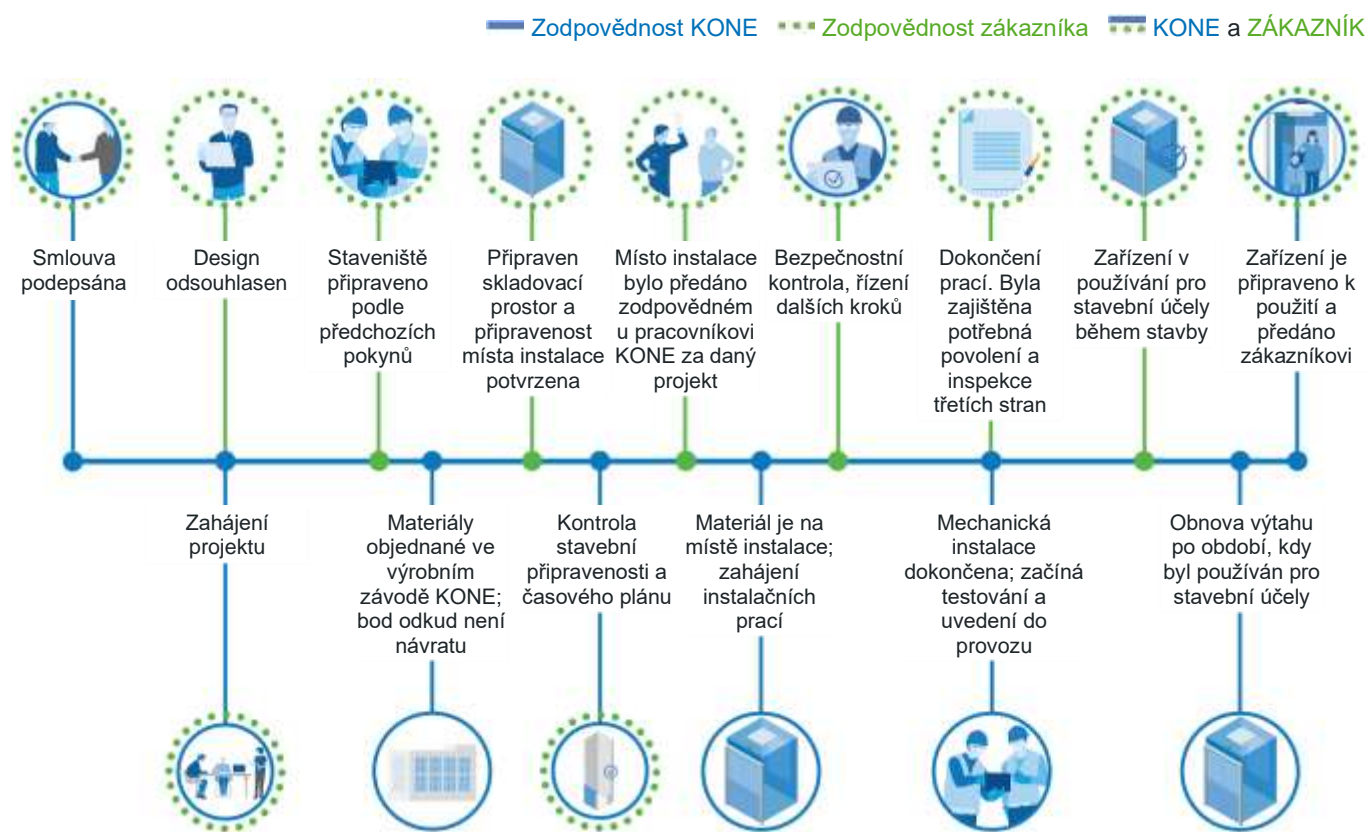 Zodpovědnost KONE
Zodpovědnost zákazníka
KONE a ZÁKAZNÍK
Smlouva
podepsána
Design
odsouhlasen
Staveniště
připraveno
podle
předchozích
pokynů
Připraven
skladovací
prostor a
připravenost
místa instalace
potvrzena
Místo instalace
bylo předáno
zodpovědném
u pracovníkovi
KONE za daný
projekt
Bezpečnostní
kontrola, řízení
dalších kroků
Dokončení
prací. Byla
zajištěna
potřebná
povolení a
inspekce
třetích stran
Zařízení v
používání pro
stavební účely
během stavby
Zařízení je
připraveno k
použití a
předáno
zákazníkovi
Zahájení
projektu
Materiály
objednané ve
výrobním
závodě KONE;
bod odkud není
návratu
Kontrola
stavební
připravenosti a
časového plánu
Materiál je na
místě instalace;
zahájení
instalačních
prací
Mechanická
instalace
dokončena; začíná
testování a
uvedení do
provozu
Obnova výtahu
po období, kdy
byl používán pro
stavební účely